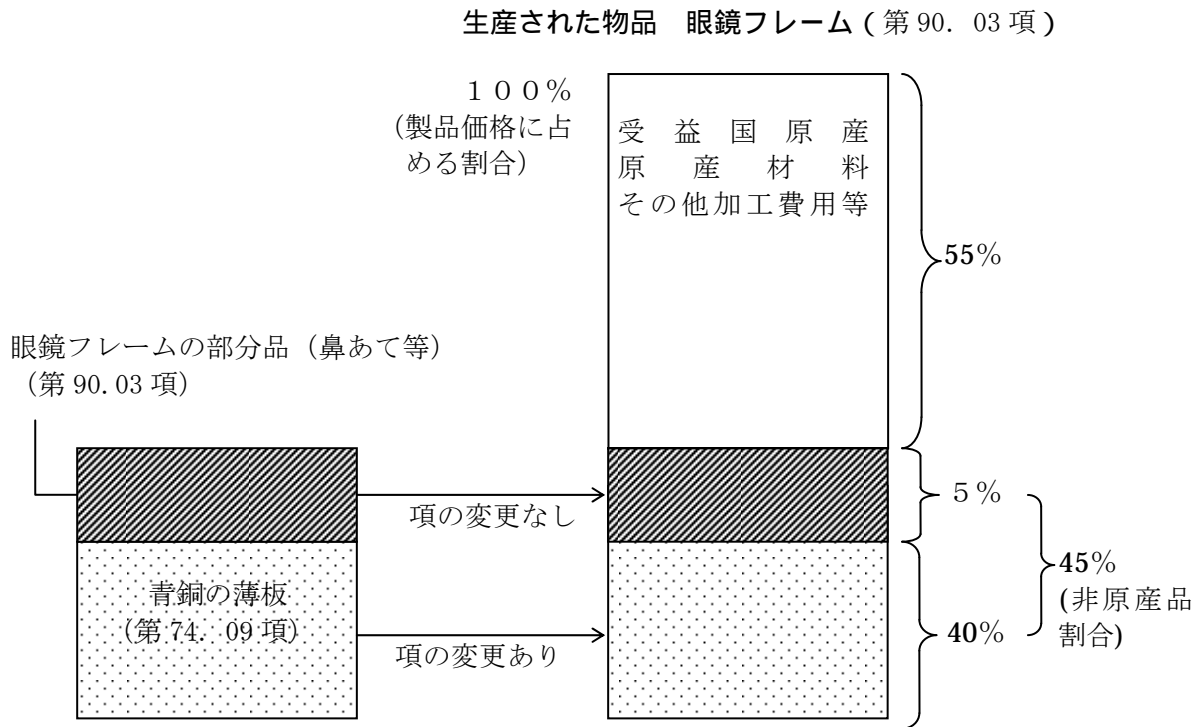 生産された物品　眼鏡フレーム（第90．03項）
１００％
（製品価格に占
める割合）
受益国原産
原産材料
その他加工費用等
55％
眼鏡フレームの部分品（鼻あて等）
（第90.03項）
項の変更なし
５％
青銅の薄板
（第74．09項）
項の変更あり
40％
45％
(非原産品
割合)